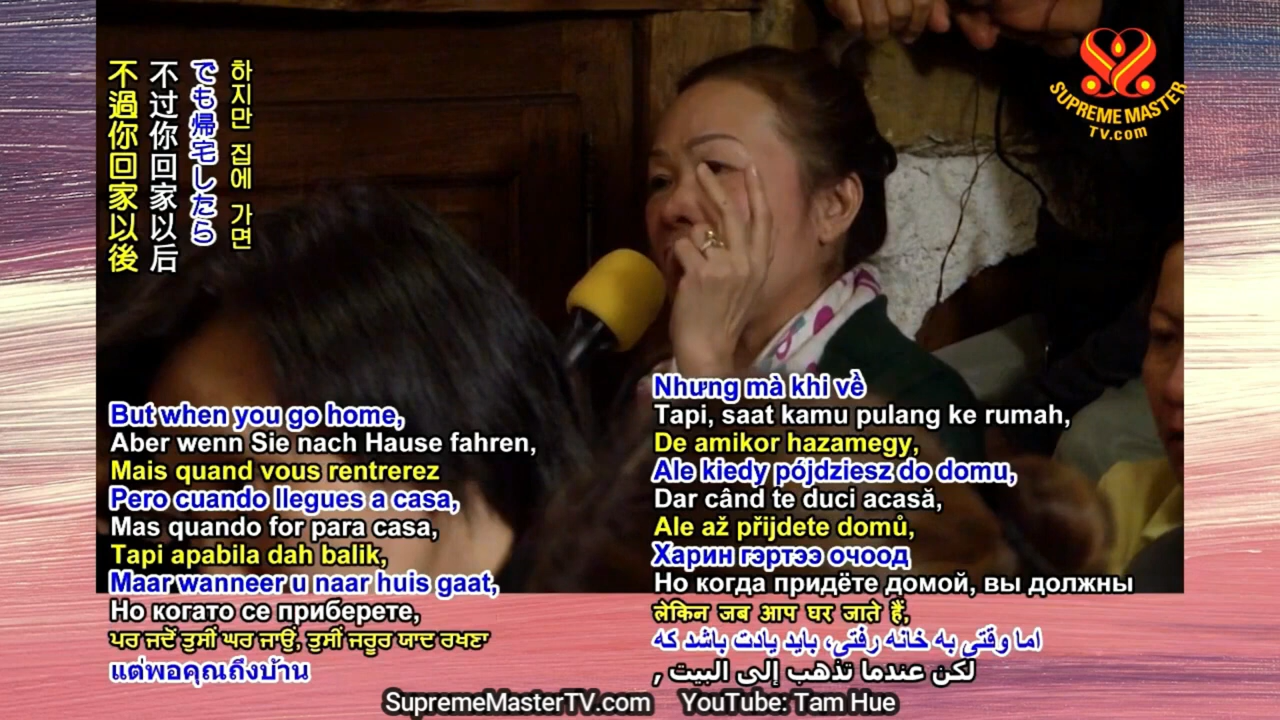 不過你回家以後
不过你回家以后
でも帰宅したら
하지만 집에 가면
SUPREME MASTER
TV.com
But when you go home,
Aber wenn Sie nach Hause fahren,
Mais quand vous rentrerez
Pero cuando llegues a casa,
Mas quando for para casa,
Tapi apabila dah balik,
Maar wanneer u naar huis gaat,
Но когато се приберете,
ਪਰ ਜਦੋਂ ਤੁਸੀਂ ਘਰ ਜਾਉਂ, ਤੁਸੀਂ ਜਰੂਰ ਯਾਦ ਰਖਣਾ
แต่พอคุณถึงบ้าน
Nhưng mà khi về
Tapi, saat kamu pulang ke rumah,
De amikor hazamegy,
Ale kiedy pójdziesz do domu,
Dar când te duci acasă,
Ale až přijdete domů,
Харин гэртээ очоод
Но когда придёте домой, вы должны
लेकिन जब आप घर जाते हैं,
اما وقتی به خانه رفتی، باید یادت باشد که
لكن عندما تذهب إلى البيت ,
SupremeMasterTV.com YouTube: Tam Hue